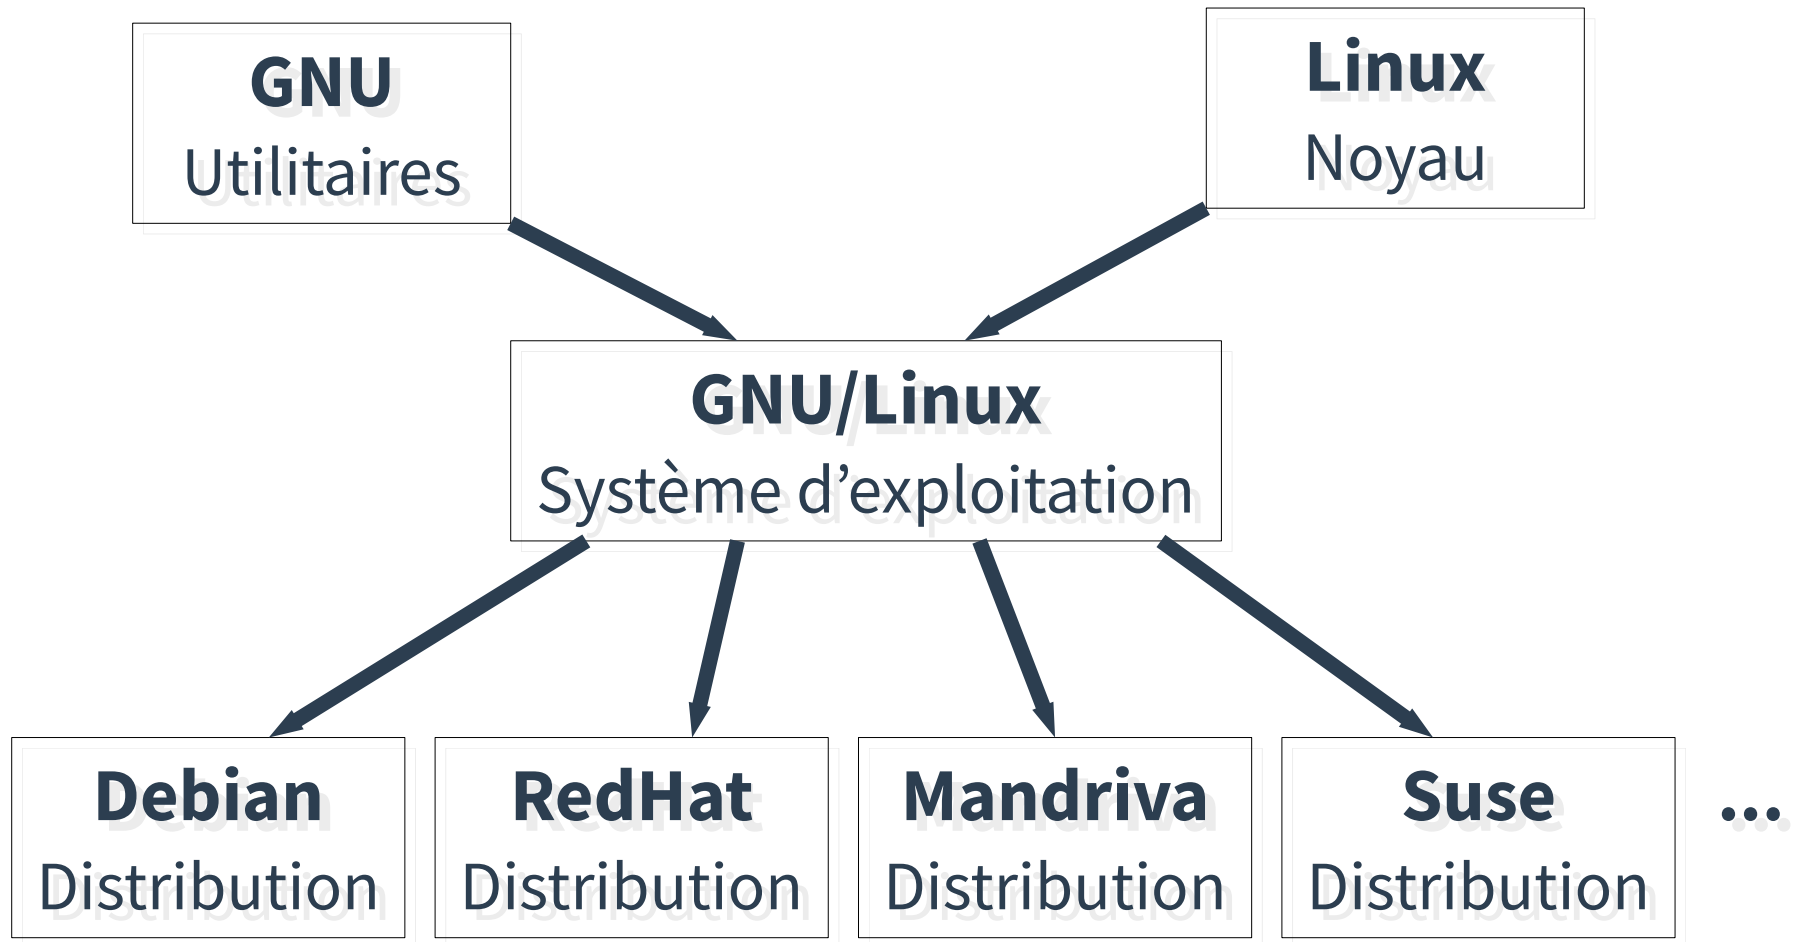 GNU
Utilitaires
Linux
Noyau
GNU/Linux
Système d’exploitation
Debian
Distribution
RedHat
Distribution
Mandriva
Distribution
Suse
Distribution
...